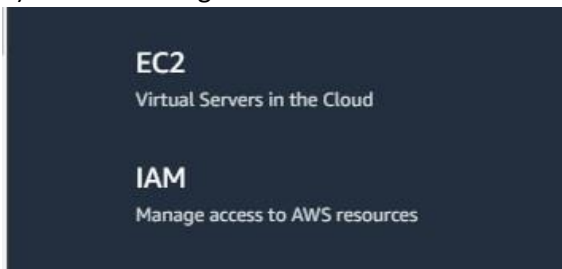 EC2
Virtual Servers in the Cloud
IAM
Manage access to AWS resources